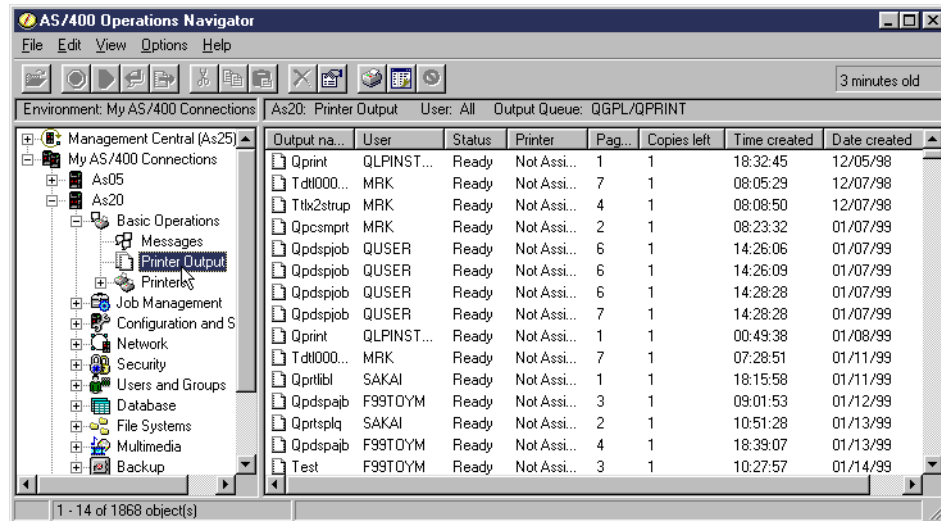 AS/400 Operations Navigator
File Edit View Options Help
3 minutes old
Environment: My AS/400 Connections
As20: Printer Output User: All Output Queue: QGPL/QPRINT
Management Central (As25)
My AS/400 Connections
As05
As20
Basic Operations
Messages
Printer Output
Printers
Job Management
Configuration and S
Network
Security
Users and Groups
Database
File Systems
Multimedia
Backup
Output na... User Status Printer Pag... Copies left Time created Date created
Qprint QLPINST... Ready Not Assi... 1 1 18:32:45 12/05/98
Tdtl000... MRK Ready Not Assi... 7 1 08:05:29 12/07/98
Ttlx2strup MRK Ready Not Assi... 4 1 08:08:50 12/07/98
Qpcsmprt MRK Ready Not Assi... 2 1 08:23:32 01/07/99
Qpdspjob QUSER Ready Not Assi... 6 1 14:26:06 01/07/99
Qpdspjob QUSER Ready Not Assi... 6 1 14:26:09 01/07/99
Qpdspjob QUSER Ready Not Assi... 6 1 14:28:28 01/07/99
Qpdspjob QUSER Ready Not Assi... 7 1 14:28:28 01/07/99
Qprint QLPINST... Ready Not Assi... 1 1 00:49:38 01/08/99
Tdtl000... MRK Ready Not Assi... 7 1 07:28:51 01/11/99
Qprtlibl SAKAI Ready Not Assi... 1 1 18:15:58 01/11/99
Qpdspajb F99TOYM Ready Not Assi... 3 1 09:01:53 01/12/99
Qprtsplq SAKAI Ready Not Assi... 2 1 10:51:28 01/13/99
Qpdspajb F99TOYM Ready Not Assi... 4 1 18:39:07 01/13/99
Test F99TOYM Ready Not Assi... 3 1 10:27:57 01/14/99
1 - 14 of 1868 object(s)